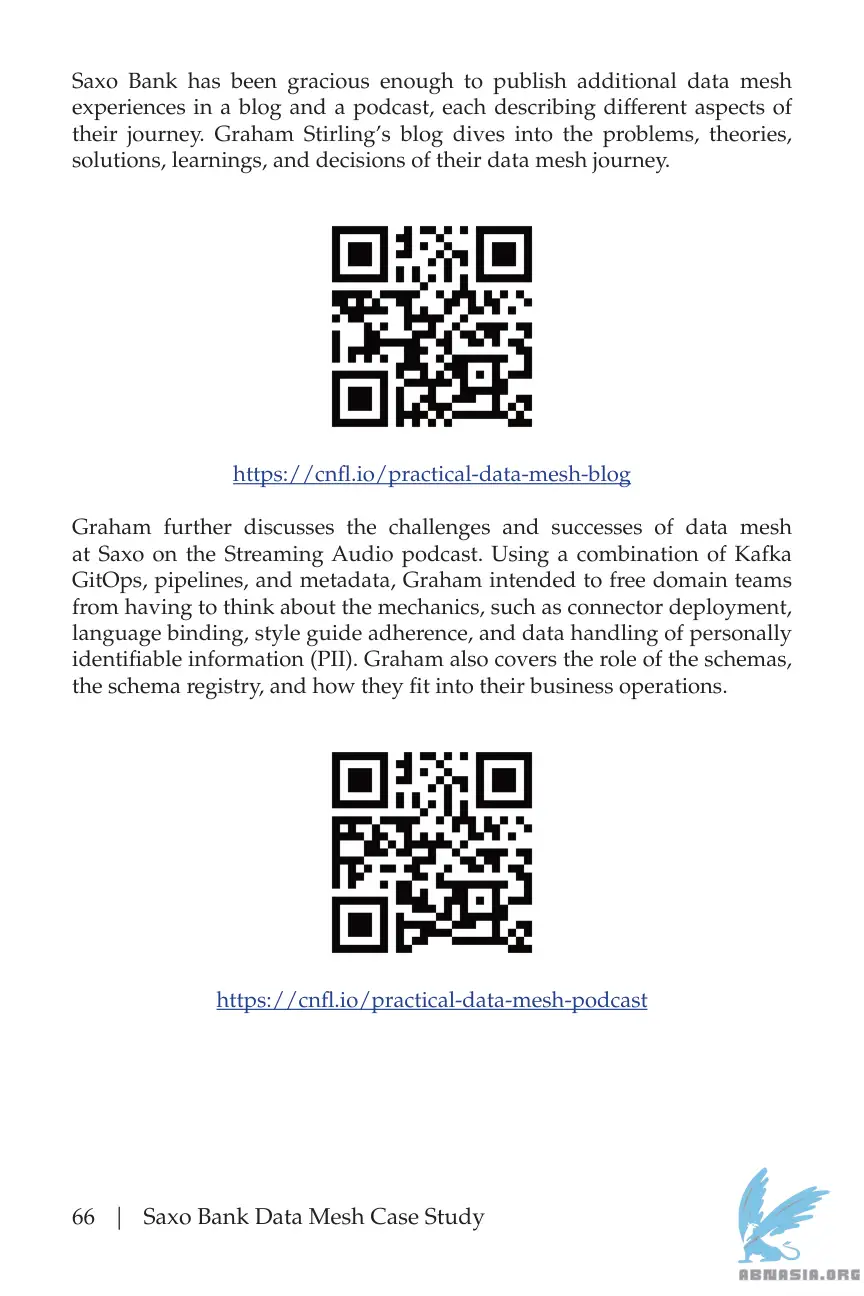 Saxo Bank has been gracious enough to publish additional data mesh
experiences in a blog and a podcast, each describing different aspects of
their journey. Graham Stirling’s blog dives into the problems, theories,
solutions, learnings, and decisions of their data mesh journey.
https://cnfl.io/practical-data-mesh-blog
Graham further discusses the challenges and successes of data mesh
at Saxo on the Streaming Audio podcast. Using a combination of Kafka
GitOps, pipelines, and metadata, Graham intended to free domain teams
from having to think about the mechanics, such as connector deployment,
language binding, style guide adherence, and data handling of personally
identifiable information (PII). Graham also covers the role of the schemas,
the schema registry, and how they fit into their business operations.
https://cnfl.io/practical-data-mesh-podcast
66 | Saxo Bank Data Mesh Case Study
ABNASIA.ORG